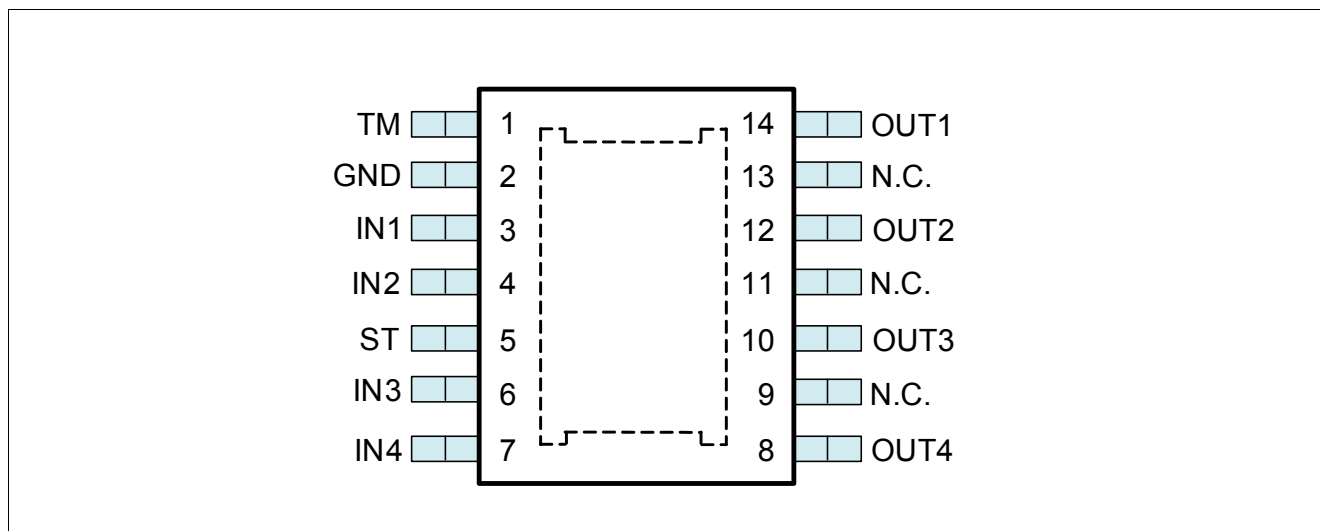 TM 1 14 OUT1
GND 2 13 N.C.
IN1 3 12 OUT2
IN2 4 11 N.C.
ST 5 10 OUT3
IN3 6 9 N.C.
IN4 7 8 OUT4